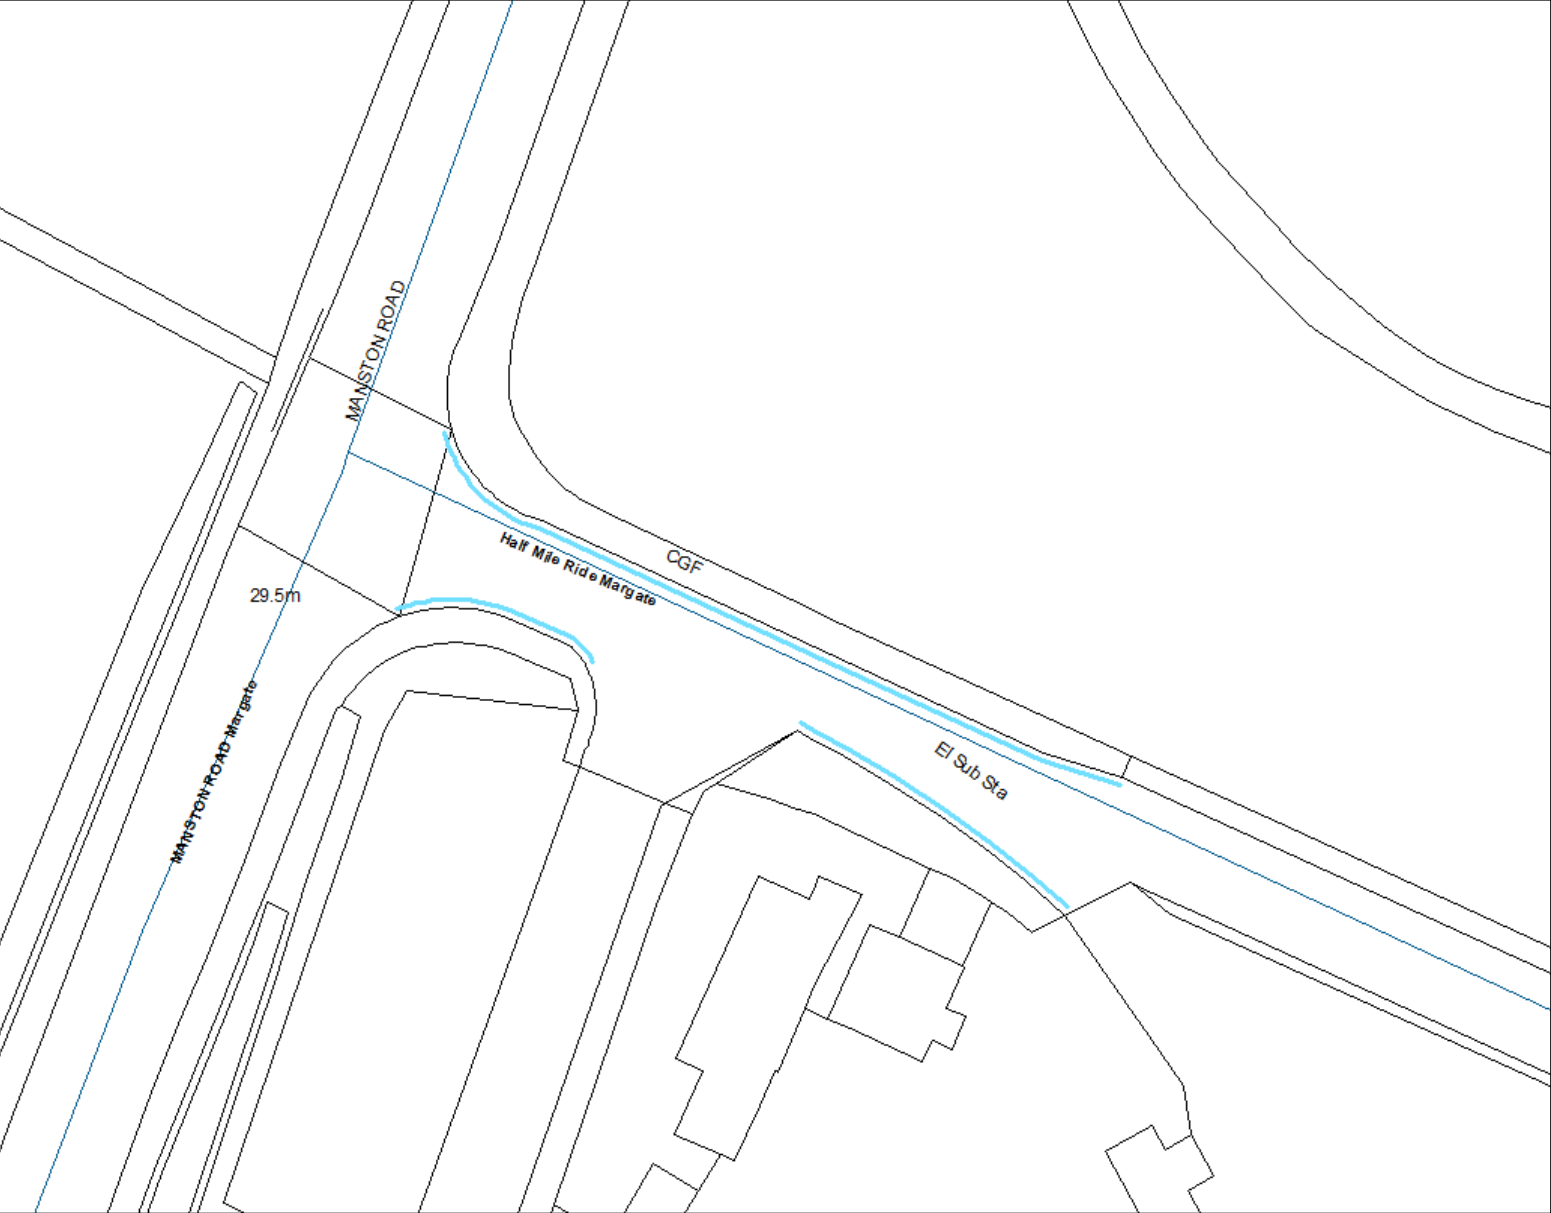 MANSTON ROAD
Half Mile Ride Margate
CGF
29.5m
MANSTON ROAD Margate
El Sub Sta